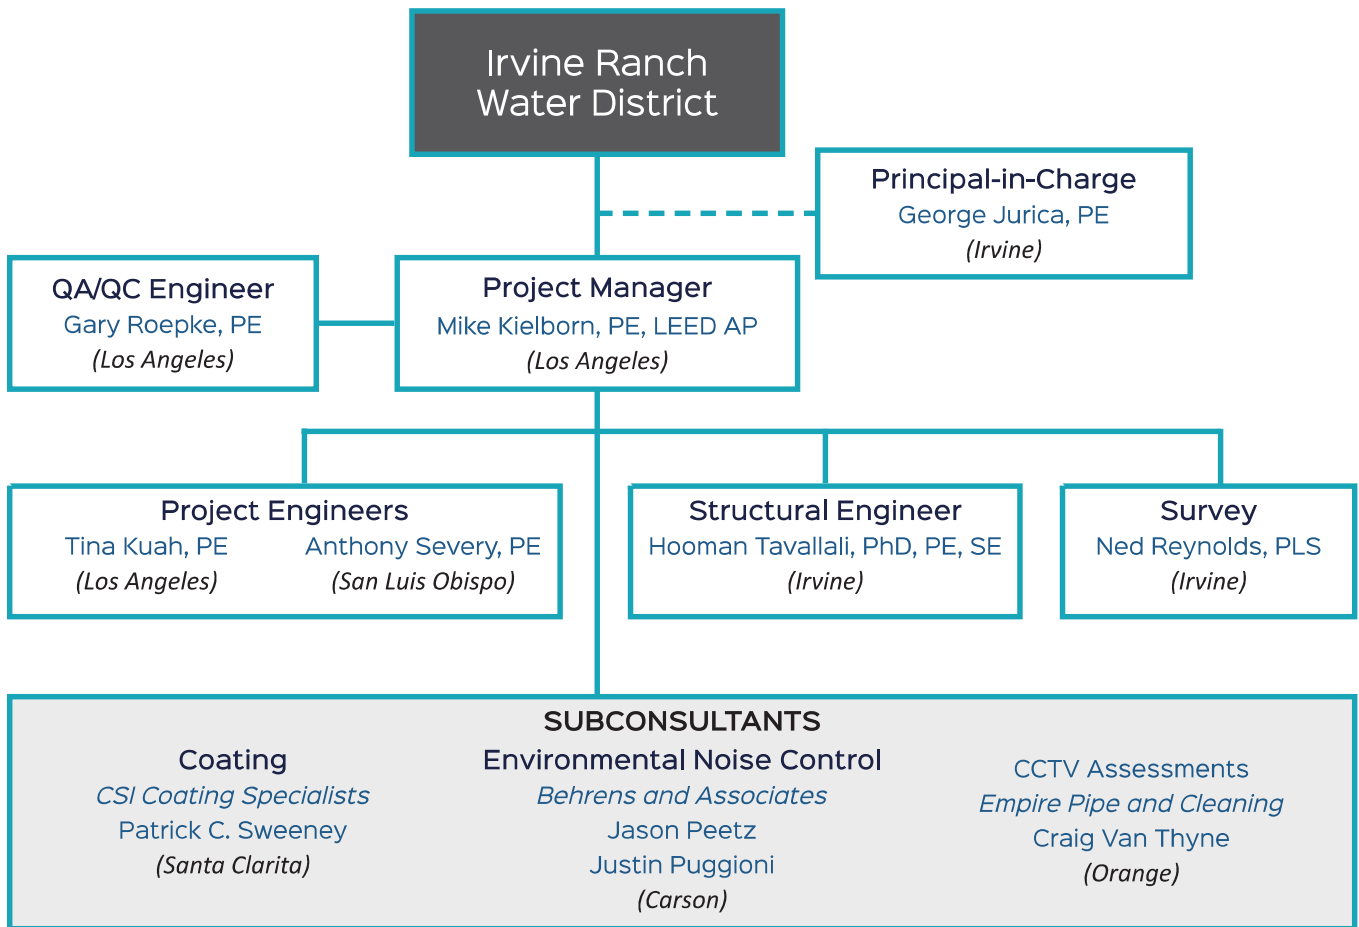 Irvine Ranch
Water District
Principal-in-Charge
George Jurica, PE
(Irvine)
QA/QC Engineer
Gary Roepke, PE
(Los Angeles)
Project Manager
Mike Kielborn, PE, LEED AP
(Los Angeles)
Project Engineers
Tina Kuah, PE
(Los Angeles)
Anthony Severy, PE
(San Luis Obispo)
Structural Engineer
Hooman Tavallali, PhD, PE, SE
(Irvine)
Survey
Ned Reynolds, PLS
(Irvine)
SUBCONSULTANTS
Coating
CSI Coating Specialists
Patrick C. Sweeney
(Santa Clarita)
Environmental Noise Control
Behrens and Associates
Jason Peetz
Justin Puggioni
(Carson)
CCTV Assessments
Empire Pipe and Cleaning
Craig Van Thyne
(Orange)